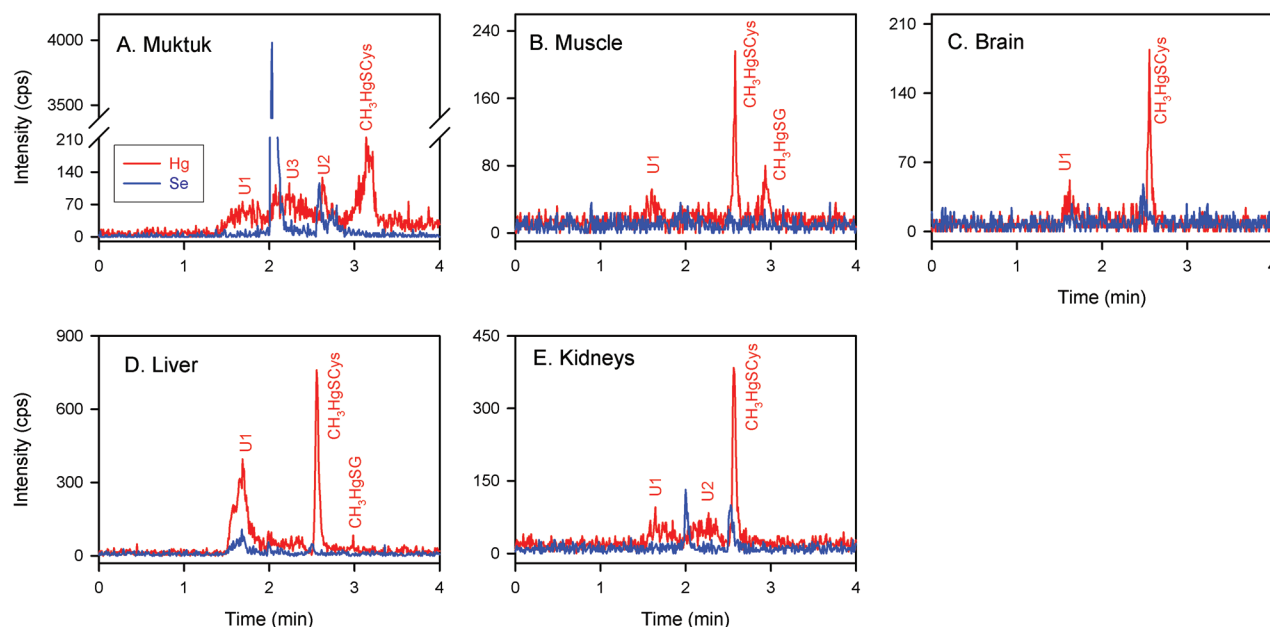 A. Muktuk
Intensity (cps)
4000
3500
210
140
70
0
Hg
Se
U1
U3
U2
CH₃HgSCys
0 1 2 3 4
B. Muscle
240
160
80
0
U1
CH₃HgSCys
CH₃HgSG
0 1 2 3 4
C. Brain
210
140
70
0
U1
CH₃HgSCys
0 1 2 3 4
Time (min)
D. Liver
Intensity (cps)
900
600
300
0
U1
CH₃HgSCys
CH₃HgSG
0 1 2 3 4
Time (min)
E. Kidneys
450
300
150
0
U1
U2
CH₃HgSCys
0 1 2 3 4
Time (min)